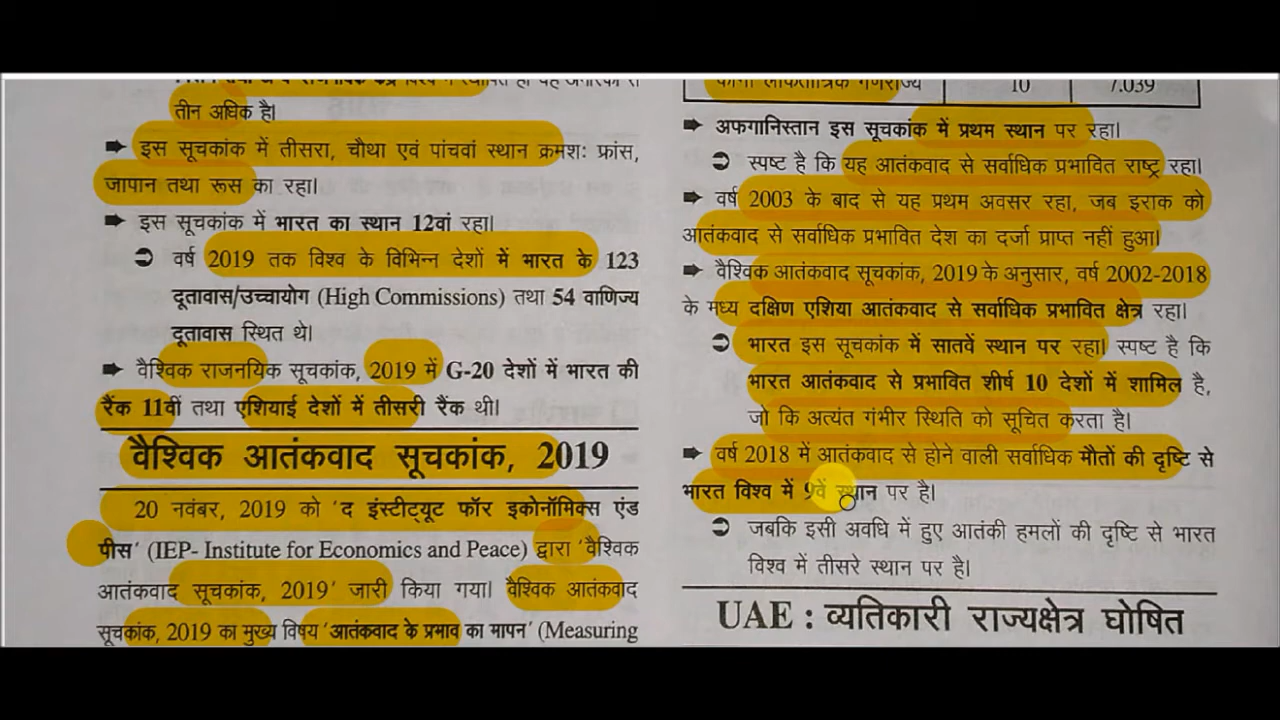 तीन अधिक है।
➡ इस सूचकांक में तीसरा, चौथा एवं पांचवां स्थान क्रमशः फ्रांस,
जापान तथा रूस का रहा।
➡ इस सूचकांक में भारत का स्थान 12वां रहा।
➲ वर्ष 2019 तक विश्व के विभिन्न देशों में भारत के 123
दूतावास/उच्चायोग (High Commissions) तथा 54 वाणिज्य
दूतावास स्थित थे।
➡ वैश्विक राजनयिक सूचकांक, 2019 में G-20 देशों में भारत की
रैंक 11वीं तथा एशियाई देशों में तीसरी रैंक थी।
वैश्विक आतंकवाद सूचकांक, 2019
20 नवंबर, 2019 को 'द इंस्टीट्यूट फॉर इकोनॉमिक्स एंड
पीस' (IEP- Institute for Economics and Peace) द्वारा 'वैश्विक
आतंकवाद सूचकांक, 2019' जारी किया गया। वैश्विक आतंकवाद
सूचकांक, 2019 का मुख्य विषय 'आतंकवाद के प्रभाव का मापन' (Measuring
कांगो लोकतांत्रिक गणराज्य 10 7.039
➡ अफगानिस्तान इस सूचकांक में प्रथम स्थान पर रहा।
➲ स्पष्ट है कि यह आतंकवाद से सर्वाधिक प्रभावित राष्ट्र रहा।
➡ वर्ष 2003 के बाद से यह प्रथम अवसर रहा, जब इराक को
आतंकवाद से सर्वाधिक प्रभावित देश का दर्जा प्राप्त नहीं हुआ।
➡ वैश्विक आतंकवाद सूचकांक, 2019 के अनुसार, वर्ष 2002-2018
के मध्य दक्षिण एशिया आतंकवाद से सर्वाधिक प्रभावित क्षेत्र रहा।
➲ भारत इस सूचकांक में सातवें स्थान पर रहा। स्पष्ट है कि
भारत आतंकवाद से प्रभावित शीर्ष 10 देशों में शामिल है,
जो कि अत्यंत गंभीर स्थिति को सूचित करता है।
➡ वर्ष 2018 में आतंकवाद से होने वाली सर्वाधिक मौतों की दृष्टि से
भारत विश्व में 9वें स्थान पर है।
➲ जबकि इसी अवधि में हुए आतंकी हमलों की दृष्टि से भारत
विश्व में तीसरे स्थान पर है।
UAE : व्यतिकारी राज्यक्षेत्र घोषित